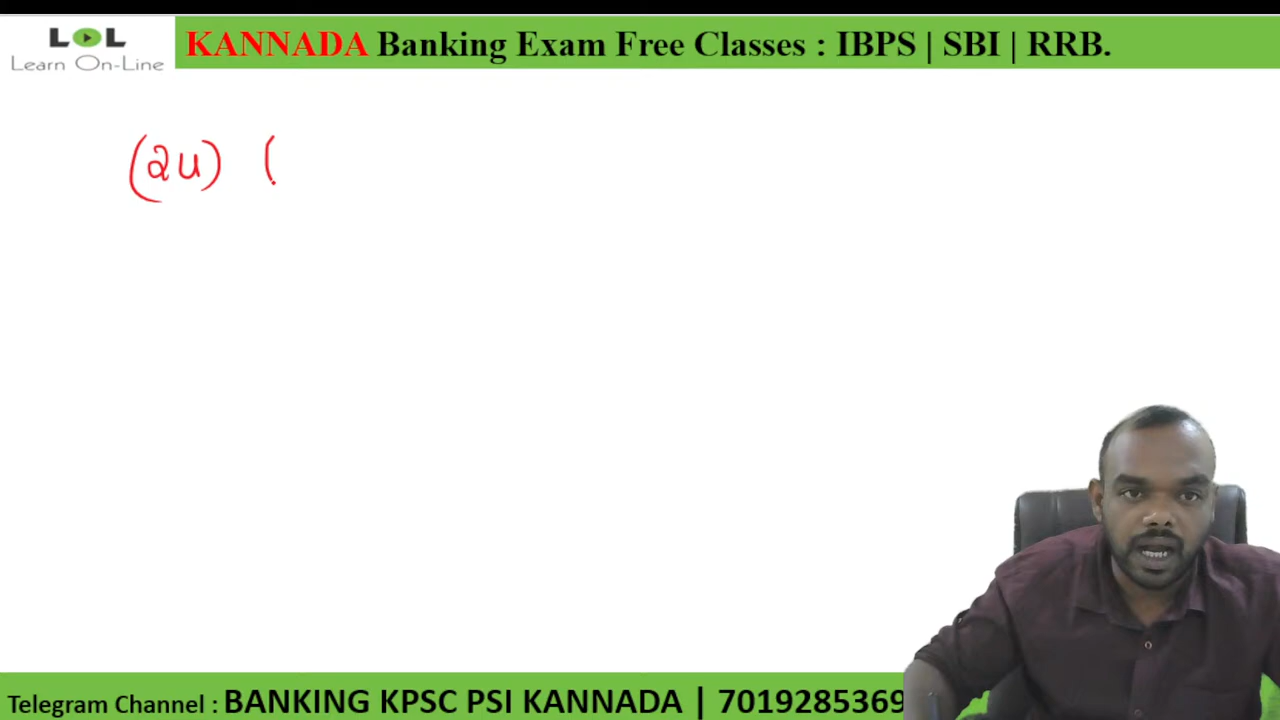 LOL
Learn On-Line
KANNADA Banking Exam Free Classes : IBPS | SBI | RRB.
(24) (
Telegram Channel : BANKING KPSC PSI KANNADA | 7019285369